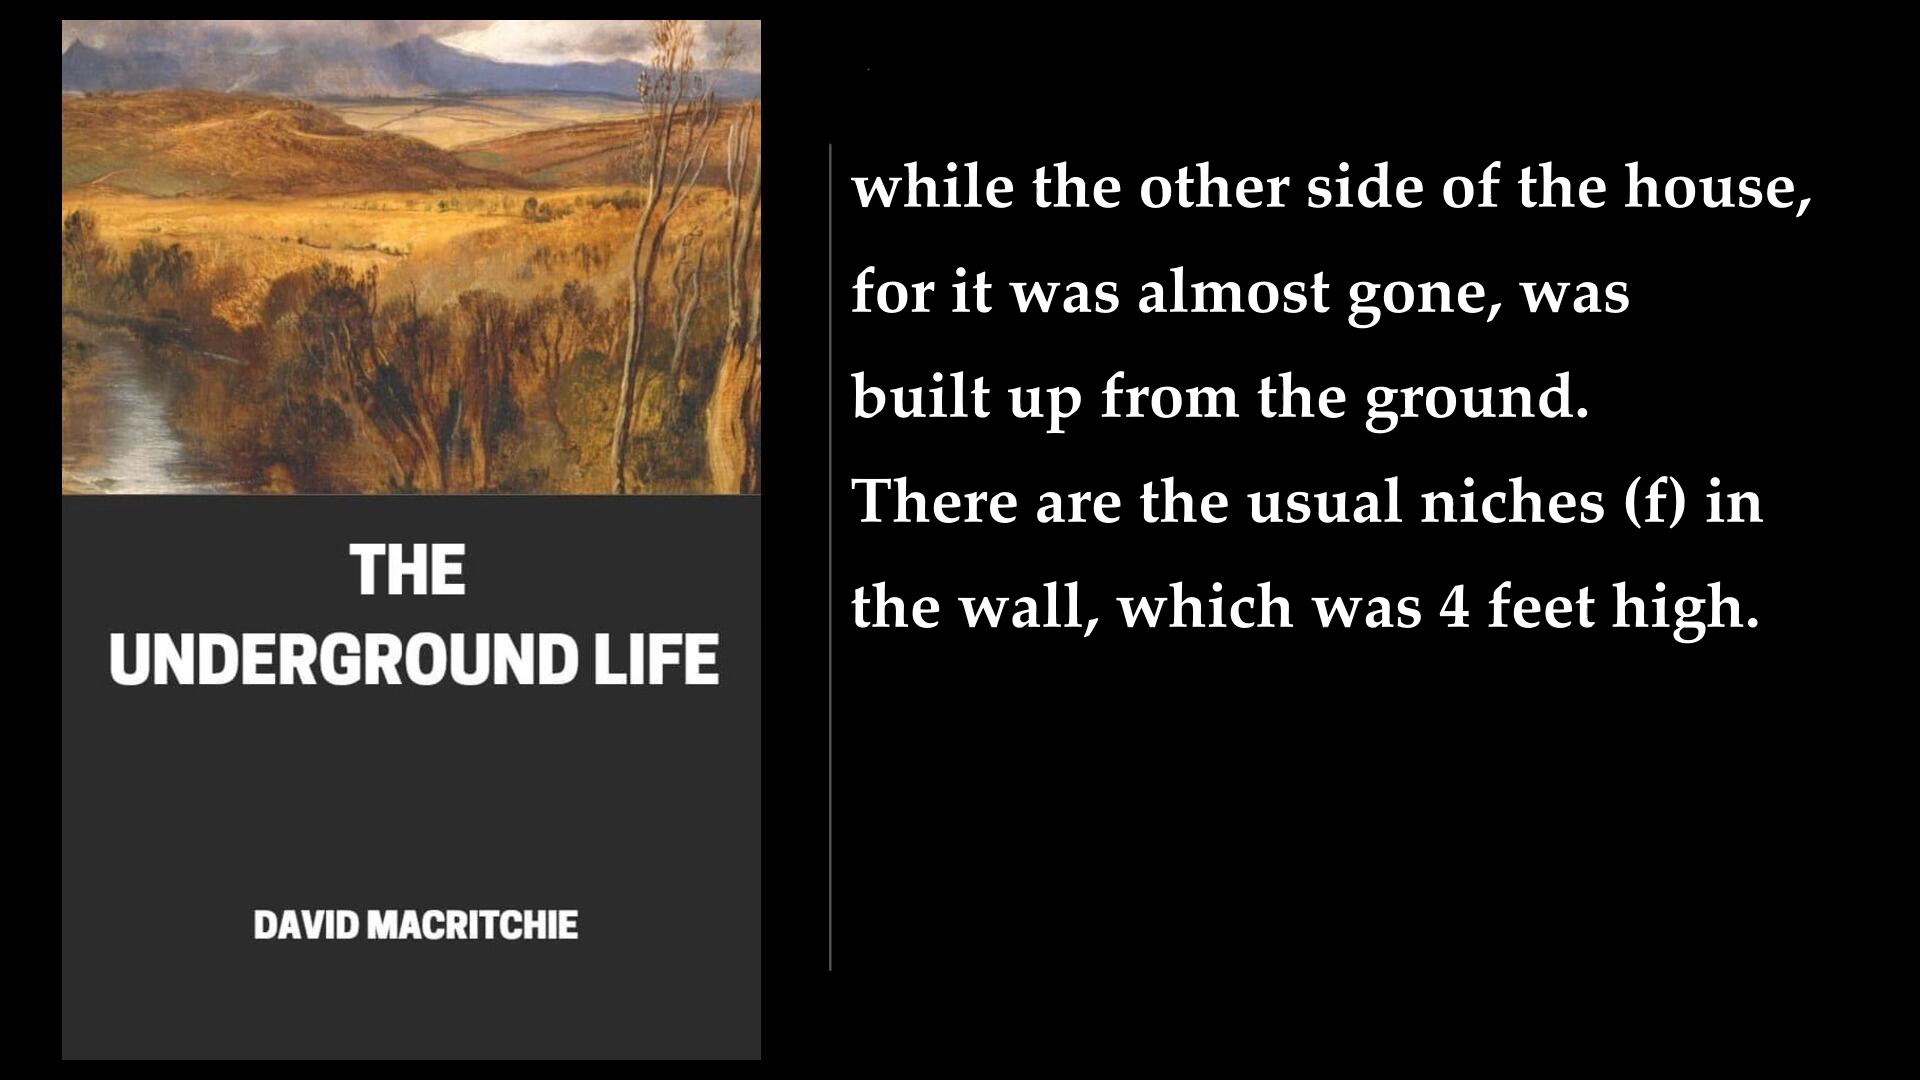 THE
UNDERGROUND LIFE
DAVID MACRITCHIE
while the other side of the house,
for it was almost gone, was
built up from the ground.
There are the usual niches (f) in
the wall, which was 4 feet high.